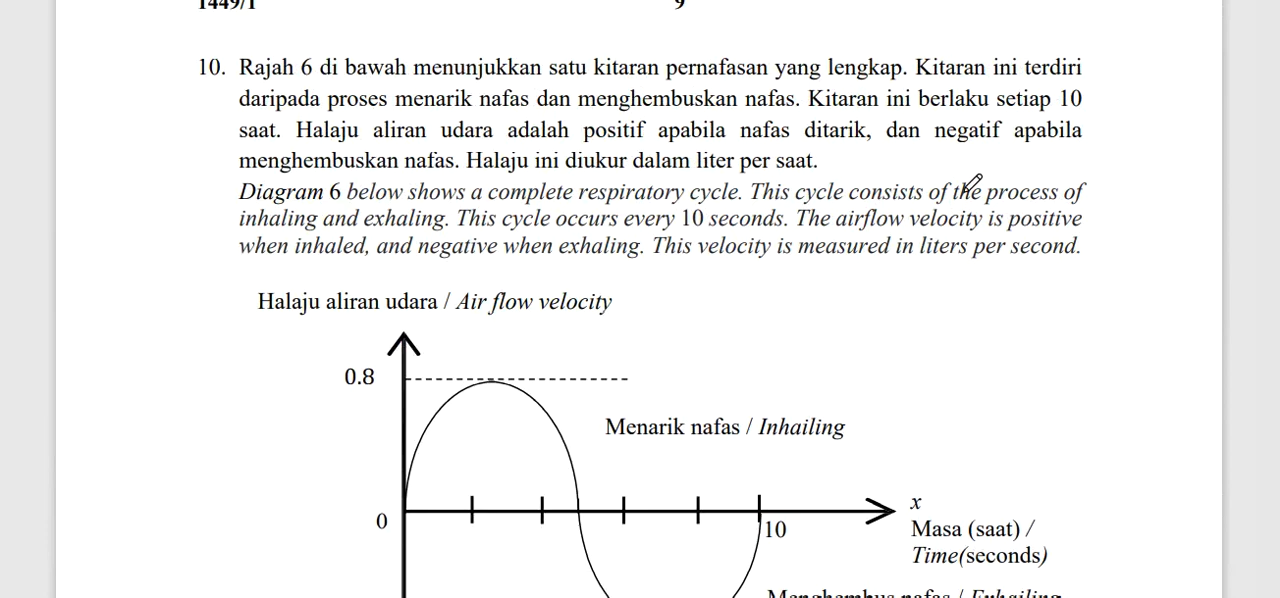 1449/1
9
10. Rajah 6 di bawah menunjukkan satu kitaran pernafasan yang lengkap. Kitaran ini terdiri
daripada proses menarik nafas dan menghembuskan nafas. Kitaran ini berlaku setiap 10
saat. Halaju aliran udara adalah positif apabila nafas ditarik, dan negatif apabila
menghembuskan nafas. Halaju ini diukur dalam liter per saat.
Diagram 6 below shows a complete respiratory cycle. This cycle consists of the process of
inhaling and exhaling. This cycle occurs every 10 seconds. The airflow velocity is positive
when inhaled, and negative when exhaling. This velocity is measured in liters per second.
Halaju aliran udara / Air flow velocity
0.8
Menarik nafas / Inhailing
x
0
10
Masa (saat) /
Time(seconds)
Menghembus nafas / Exhailing